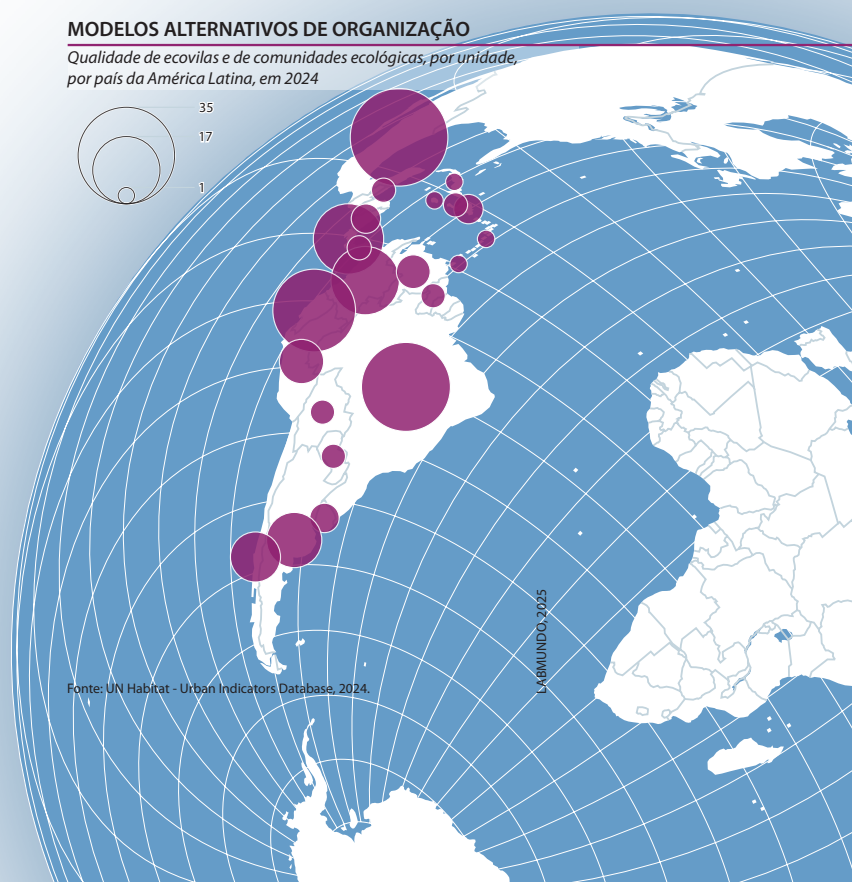 MODELOS ALTERNATIVOS DE ORGANIZAÇÃO
Qualidade de ecovilas e de comunidades ecológicas, por unidade,
por país da América Latina, em 2024
35
17
1
LABMUNDO, 2025
Fonte: UN Habitat - Urban Indicators Database, 2024.